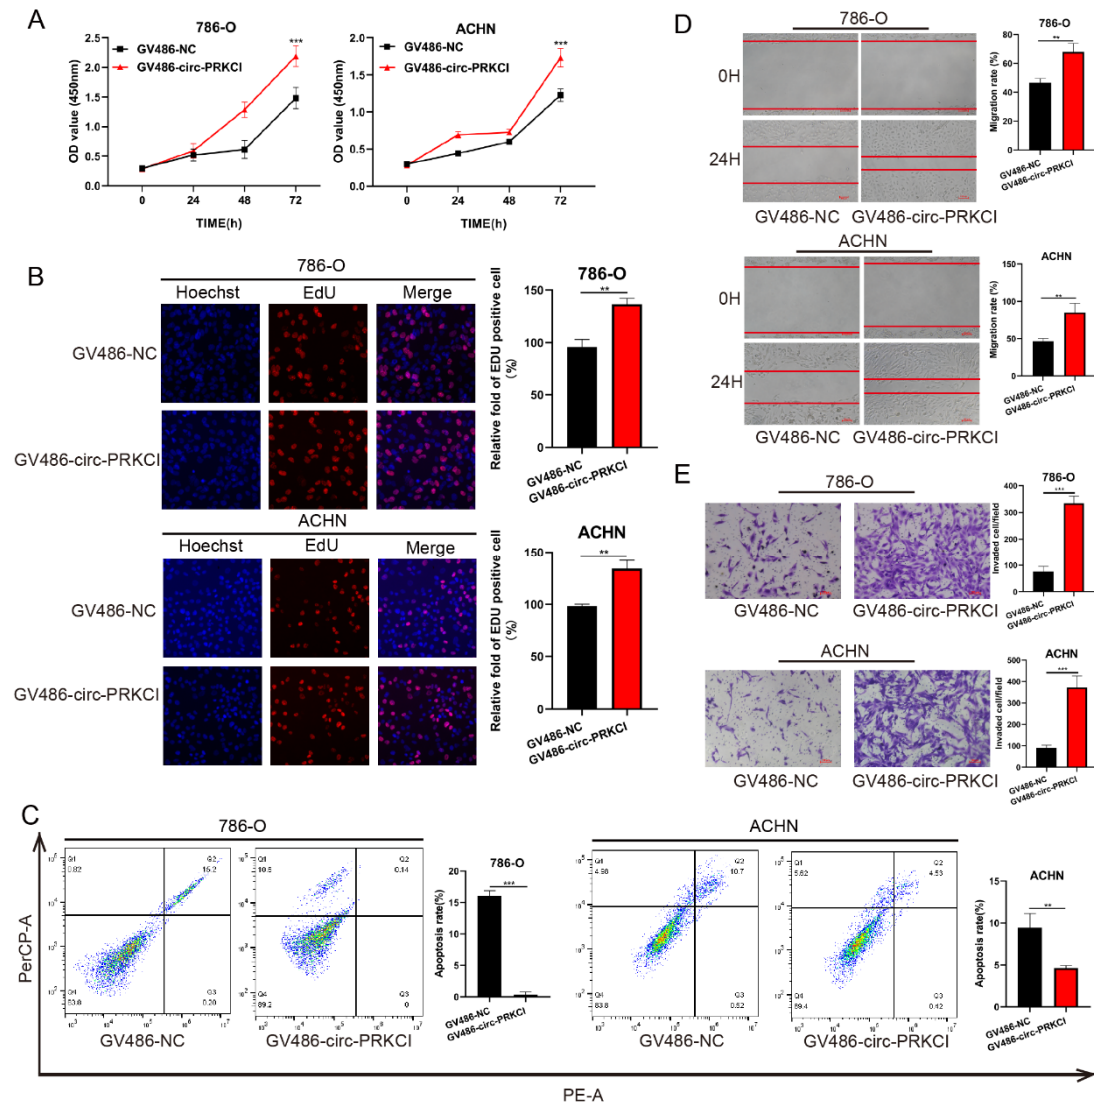 A
786-O
GV486-NC
GV486-circ-PRKCI
***
OD value (450nm)
2.5
2.0
1.5
1.0
0.5
0.0
0 24 48 72
TIME(h)
ACHN
GV486-NC
GV486-circ-PRKCI
***
OD value (450nm)
2.0
1.5
1.0
0.5
0.0
0 24 48 72
TIME(h)
B
786-O
Hoechst EdU Merge
GV486-NC
GV486-circ-PRKCI
786-O
**
Relative fold of EDU positive cell
(%)
150
100
50
0
GV486-NC
GV486-circ-PRKCI
ACHN
Hoechst EdU Merge
GV486-NC
GV486-circ-PRKCI
ACHN
**
Relative fold of EDU positive cell
(%)
150
100
50
0
GV486-NC
GV486-circ-PRKCI
C
786-O
PerCP-A
Q1
0.82
Q2
15.2
Q4
83.8
Q3
10⁵
10⁴
10³
10²
10³ 10⁴ 10⁵ 10⁶ 10⁷
GV486-NC
Q1
10.5
Q2
0.14
Q4
89.2
Q3
0
GV486-circ-PRKCI
786-O
***
Apoptosis rate(%)
20
15
10
5
0
GV486-NC
GV486-circ-PRKCI
ACHN
Q1
Q2
10.7
Q4
83.8
Q3
GV486-NC
Q1
5.62
Q2
4.53
Q4
89.4
Q3
0.42
GV486-circ-PRKCI
ACHN
**
Apoptosis rate(%)
15
10
5
0
GV486-NC
GV486-circ-PRKCI
PE-A
D
786-O
0H
24H
GV486-NC GV486-circ-PRKCI
786-O
**
Migration rate (%)
80
60
40
20
0
GV486-NC
GV486-circ-PRKCI
ACHN
0H
24H
GV486-NC GV486-circ-PRKCI
ACHN
**
Migration rate (%)
150
100
50
0
GV486-NC
GV486-circ-PRKCI
E
786-O
GV486-NC GV486-circ-PRKCI
786-O
***
Invaded cell/field
400
300
200
100
0
GV486-NC
GV486-circ-PRKCI
ACHN
GV486-NC GV486-circ-PRKCI
ACHN
***
Invaded cell/field
400
300
200
100
0
GV486-NC
GV486-circ-PRKCI